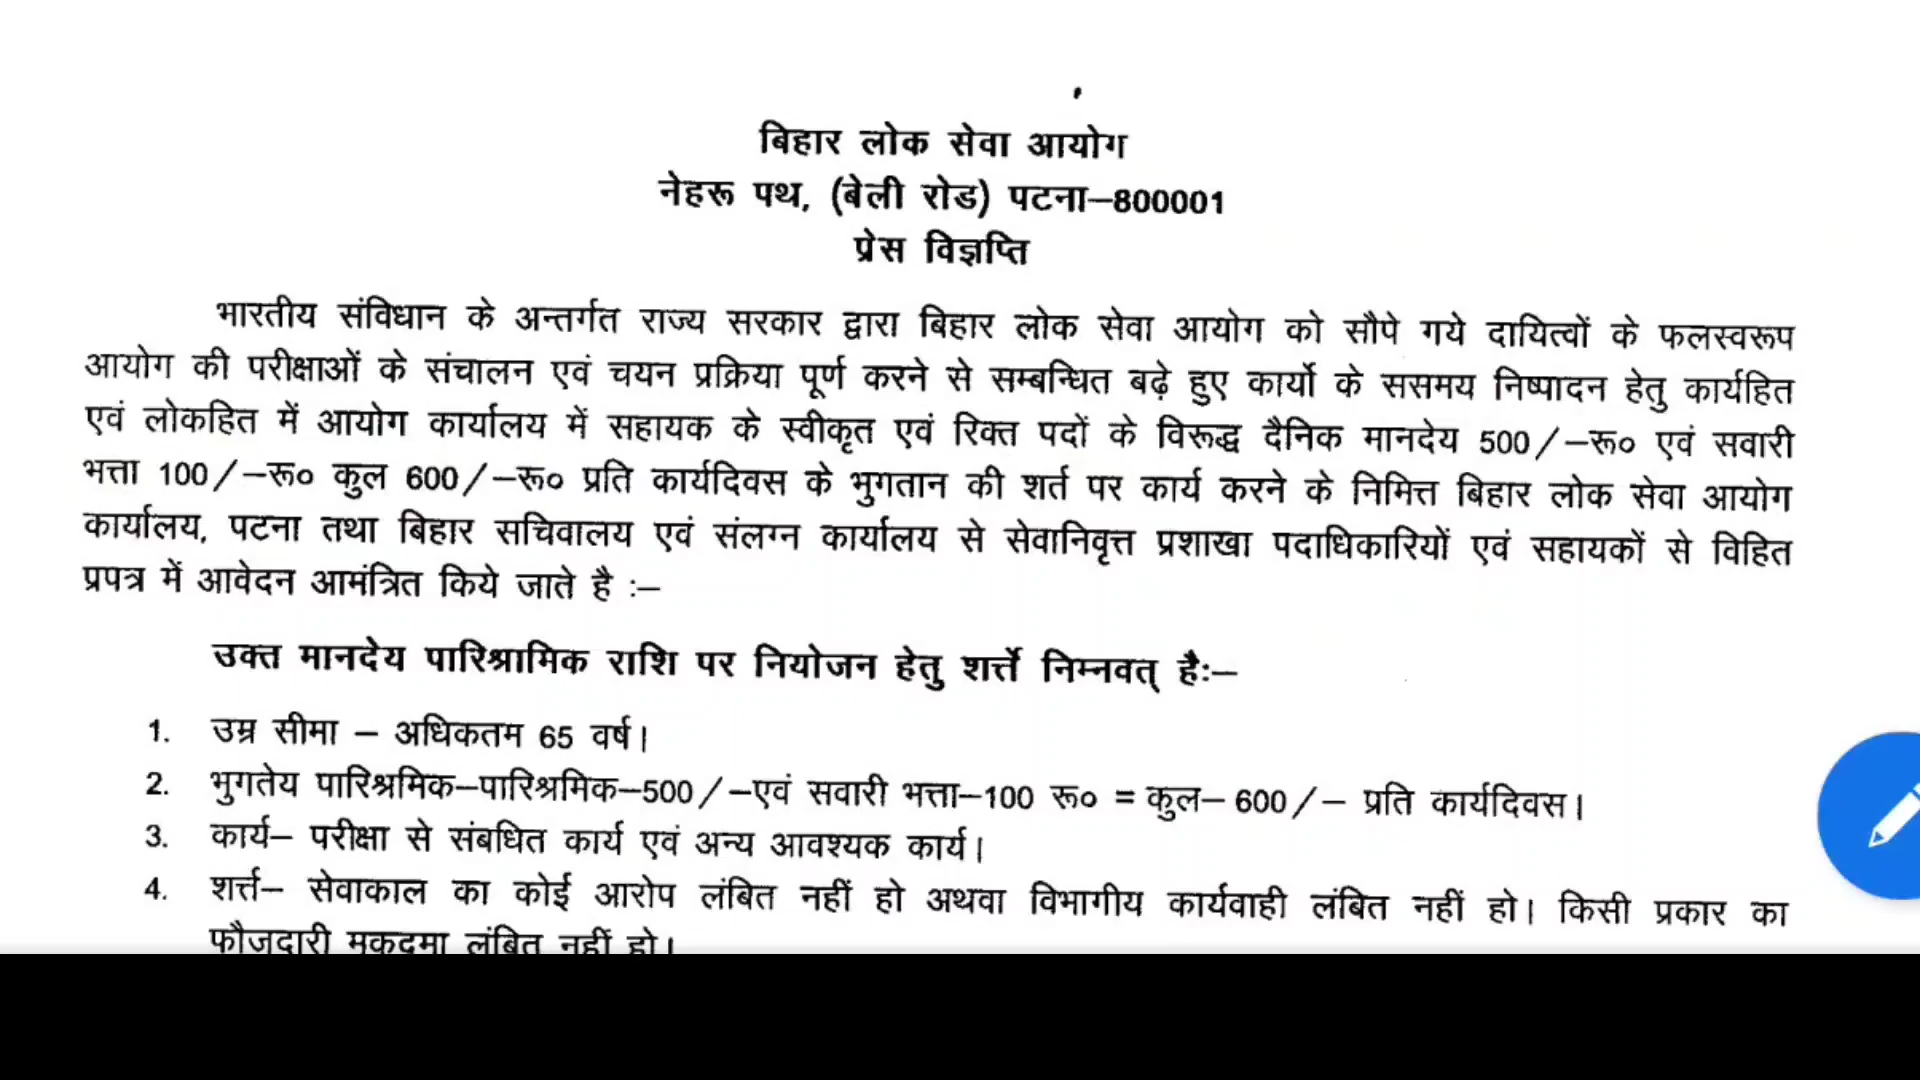 बिहार लोक सेवा आयोग
नेहरू पथ, (बेली रोड) पटना–800001
प्रेस विज्ञप्ति
भारतीय संविधान के अन्तर्गत राज्य सरकार द्वारा बिहार लोक सेवा आयोग को सौपे गये दायित्वों के फलस्वरूप
आयोग की परीक्षाओं के संचालन एवं चयन प्रक्रिया पूर्ण करने से सम्बन्धित बढ़े हुए कार्यो के ससमय निष्पादन हेतु कार्यहित
एवं लोकहित में आयोग कार्यालय में सहायक के स्वीकृत एवं रिक्त पदों के विरूद्ध दैनिक मानदेय 500/–रू० एवं सवारी
भत्ता 100/–रू० कुल 600/–रू० प्रति कार्यदिवस के भुगतान की शर्त पर कार्य करने के निमित्त बिहार लोक सेवा आयोग
कार्यालय, पटना तथा बिहार सचिवालय एवं संलग्न कार्यालय से सेवानिवृत्त प्रशाखा पदाधिकारियों एवं सहायकों से विहित
प्रपत्र में आवेदन आमंत्रित किये जाते है :–
उक्त मानदेय पारिश्रामिक राशि पर नियोजन हेतु शर्त्ते निम्नवत् हैः–
1. उम्र सीमा – अधिकतम 65 वर्ष।
2. भुगतेय पारिश्रमिक–पारिश्रमिक–500/–एवं सवारी भत्ता–100 रू० = कुल– 600/– प्रति कार्यदिवस।
3. कार्य– परीक्षा से संबधित कार्य एवं अन्य आवश्यक कार्य।
4. शर्त्त– सेवाकाल का कोई आरोप लंबित नहीं हो अथवा विभागीय कार्यवाही लंबित नहीं हो। किसी प्रकार का
फौजदारी मुकदमा लंबित नहीं हो।